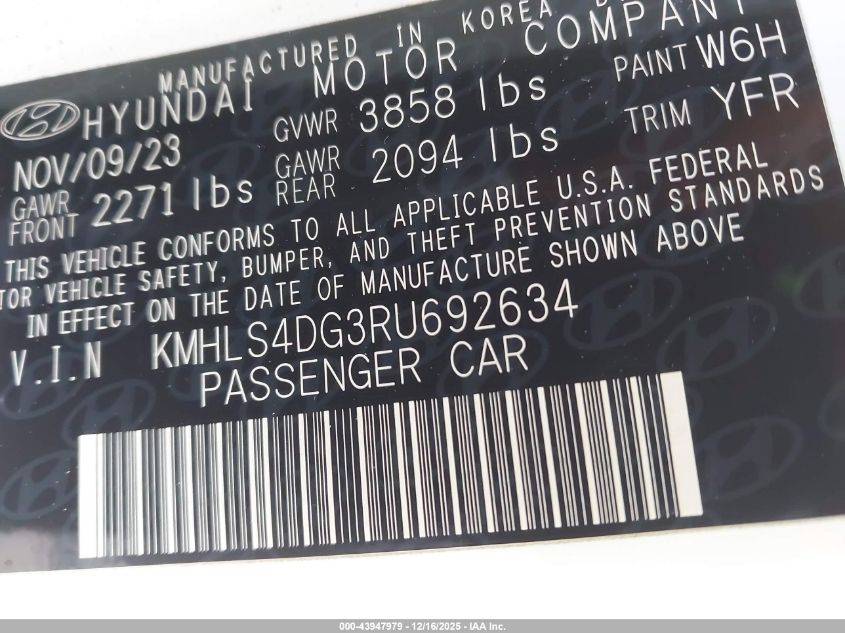 MANUFACTURED IN KOREA
HYUNDAI MOTOR COMPANY
NOV/09/23 GVWR 3858 lbs PAINT W6H
GAWR FRONT 2271 lbs GAWR REAR 2094 lbs TRIM YFR
THIS VEHICLE CONFORMS TO ALL APPLICABLE U.S.A. FEDERAL
TOR VEHICLE SAFETY, BUMPER, AND THEFT PREVENTION STANDARDS
IN EFFECT ON THE DATE OF MANUFACTURE SHOWN ABOVE
V.I.N KMHLS4DG3RU692634
PASSENGER CAR
000-43947979 - 12/16/2025 - IAA Inc.